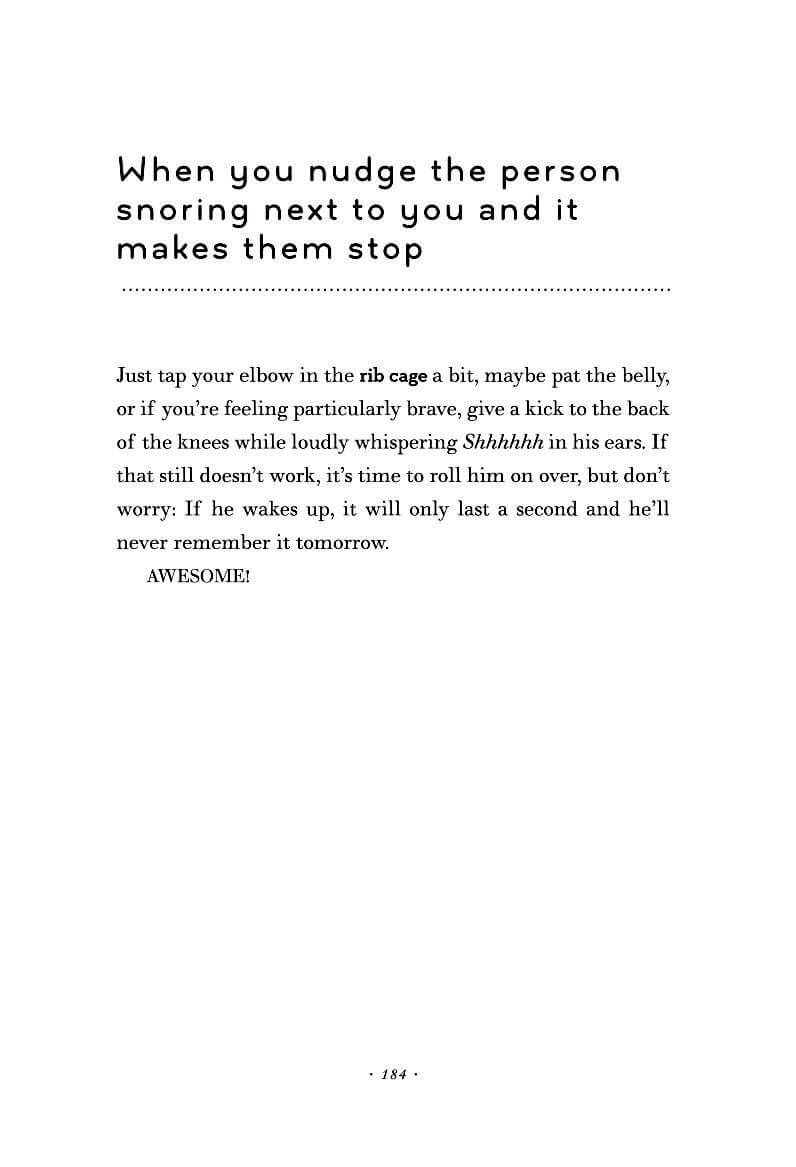 When you nudge the person
snoring next to you and it
makes them stop
Just tap your elbow in the rib cage a bit, maybe pat the belly,
or if you’re feeling particularly brave, give a kick to the back
of the knees while loudly whispering Shhhhhh in his ears. If
that still doesn’t work, it’s time to roll him on over, but don’t
worry: If he wakes up, it will only last a second and he’ll
never remember it tomorrow.
AWESOME!
· 184 ·